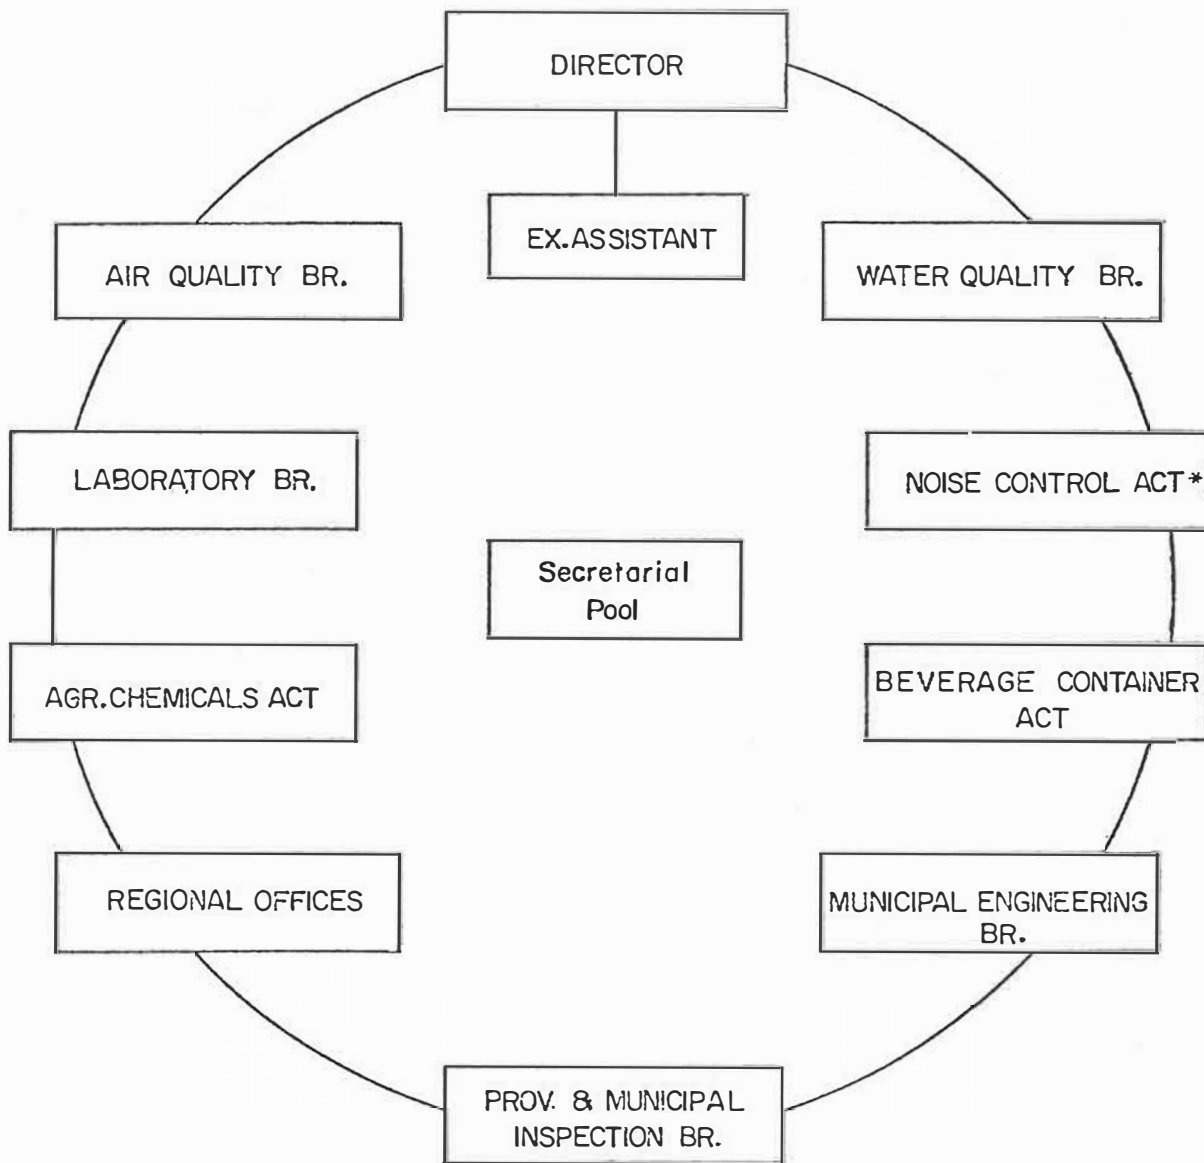 DIRECTOR
EX.ASSISTANT
AIR QUALITY BR.
WATER QUALITY BR.
LABORATORY BR.
NOISE CONTROL ACT*
Secretarial
Pool
AGR.CHEMICALS ACT
BEVERAGE CONTAINER
ACT
REGIONAL OFFICES
MUNICIPAL ENGINEERING
BR.
PROV. & MUNICIPAL
INSPECTION BR.